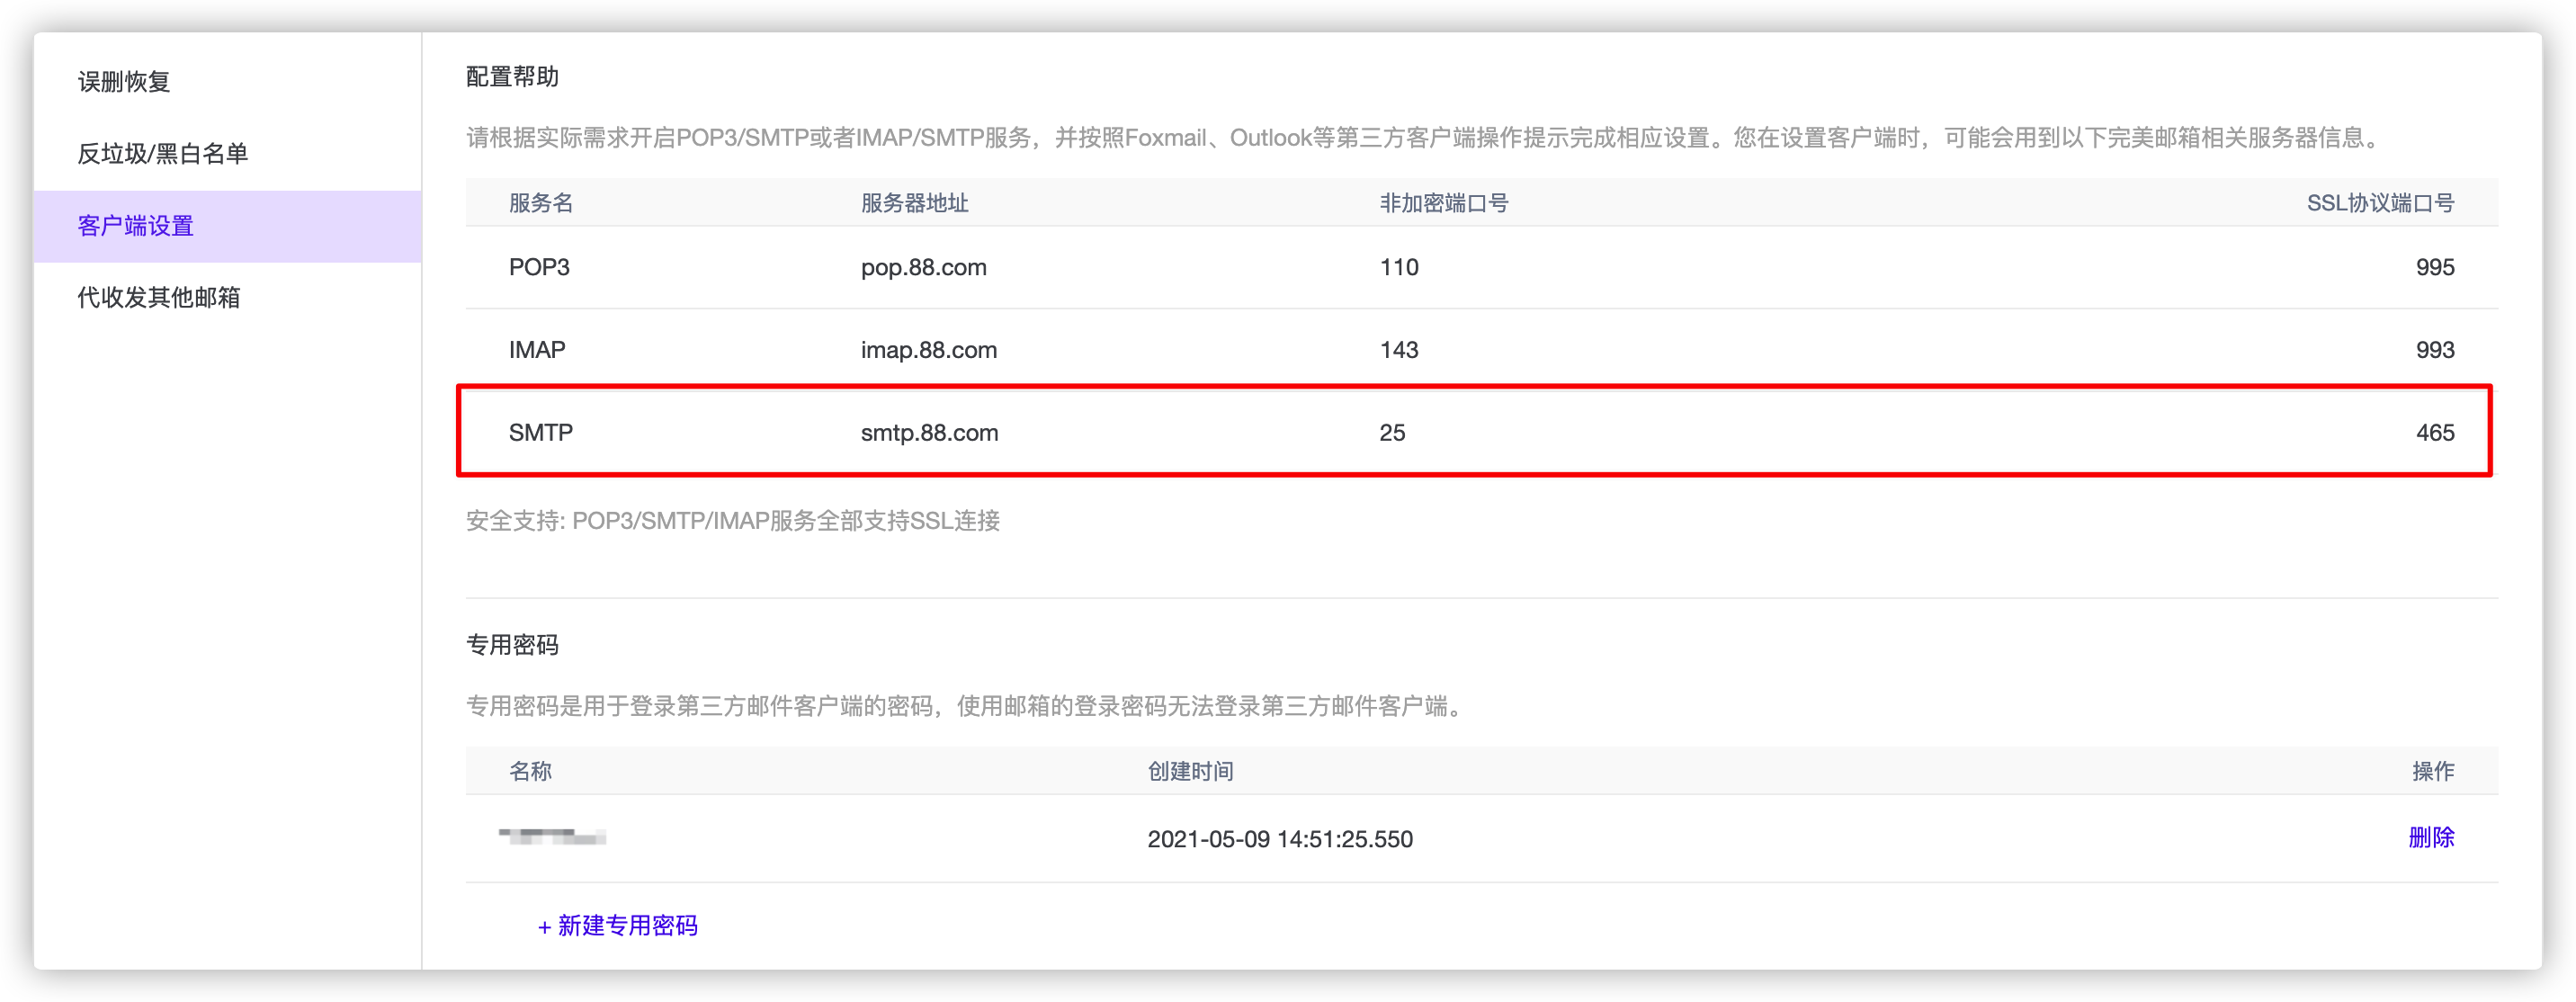 误删恢复
反垃圾/黑白名单
客户端设置
代收发其他邮箱
配置帮助
请根据实际需求开启POP3/SMTP或者IMAP/SMTP服务，并按照Foxmail、Outlook等第三方客户端操作提示完成相应设置。您在设置客户端时，可能会用到以下完美邮箱相关服务器信息。
服务名 服务器地址 非加密端口号 SSL协议端口号
POP3 pop.88.com 110 995
IMAP imap.88.com 143 993
SMTP smtp.88.com 25 465
安全支持: POP3/SMTP/IMAP服务全部支持SSL连接
专用密码
专用密码是用于登录第三方邮件客户端的密码，使用邮箱的登录密码无法登录第三方邮件客户端。
名称 创建时间 操作
2021-05-09 14:51:25.550 删除
+ 新建专用密码